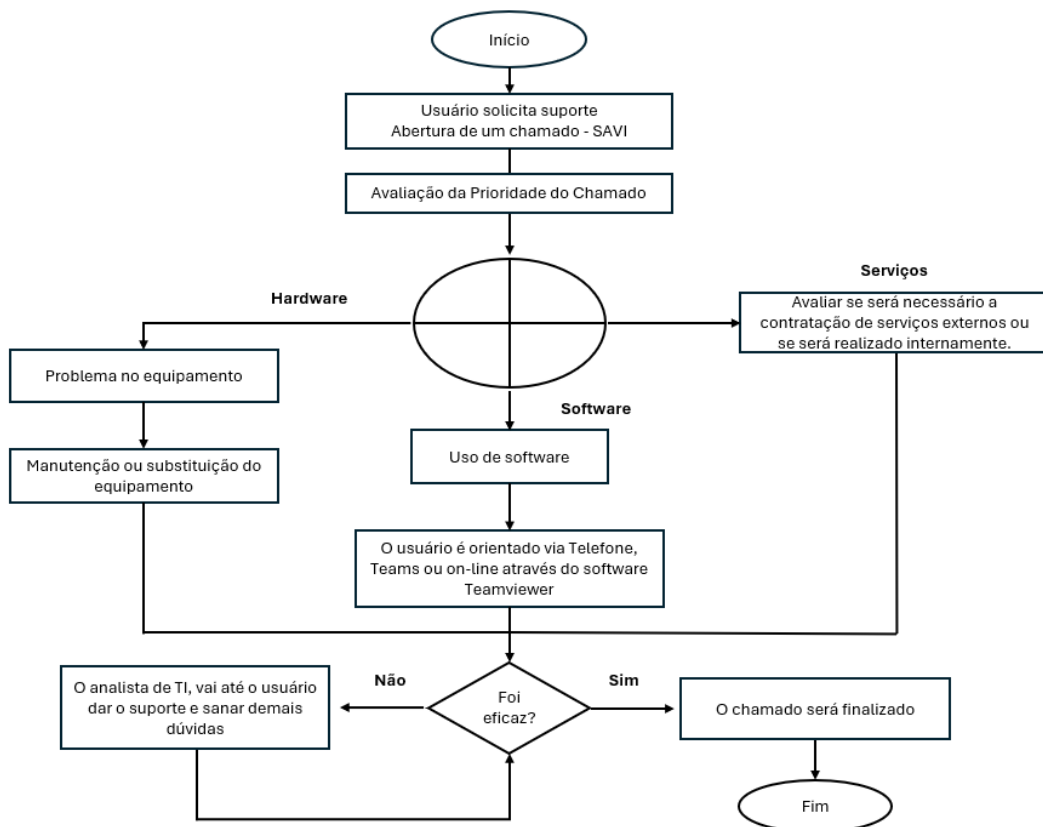 Início
Usuário solicita suporte
Abertura de um chamado - SAVI
Avaliação da Prioridade do Chamado
Hardware
Serviços
Avaliar se será necessário a
contratação de serviços externos ou
se será realizado internamente.
Problema no equipamento
Software
Manutenção ou substituição do
equipamento
Uso de software
O usuário é orientado via Telefone,
Teams ou on-line através do software
Teamviewer
Não
Sim
O analista de TI, vai até o usuário
dar o suporte e sanar demais
dúvidas
Foi
eficaz?
O chamado será finalizado
Fim